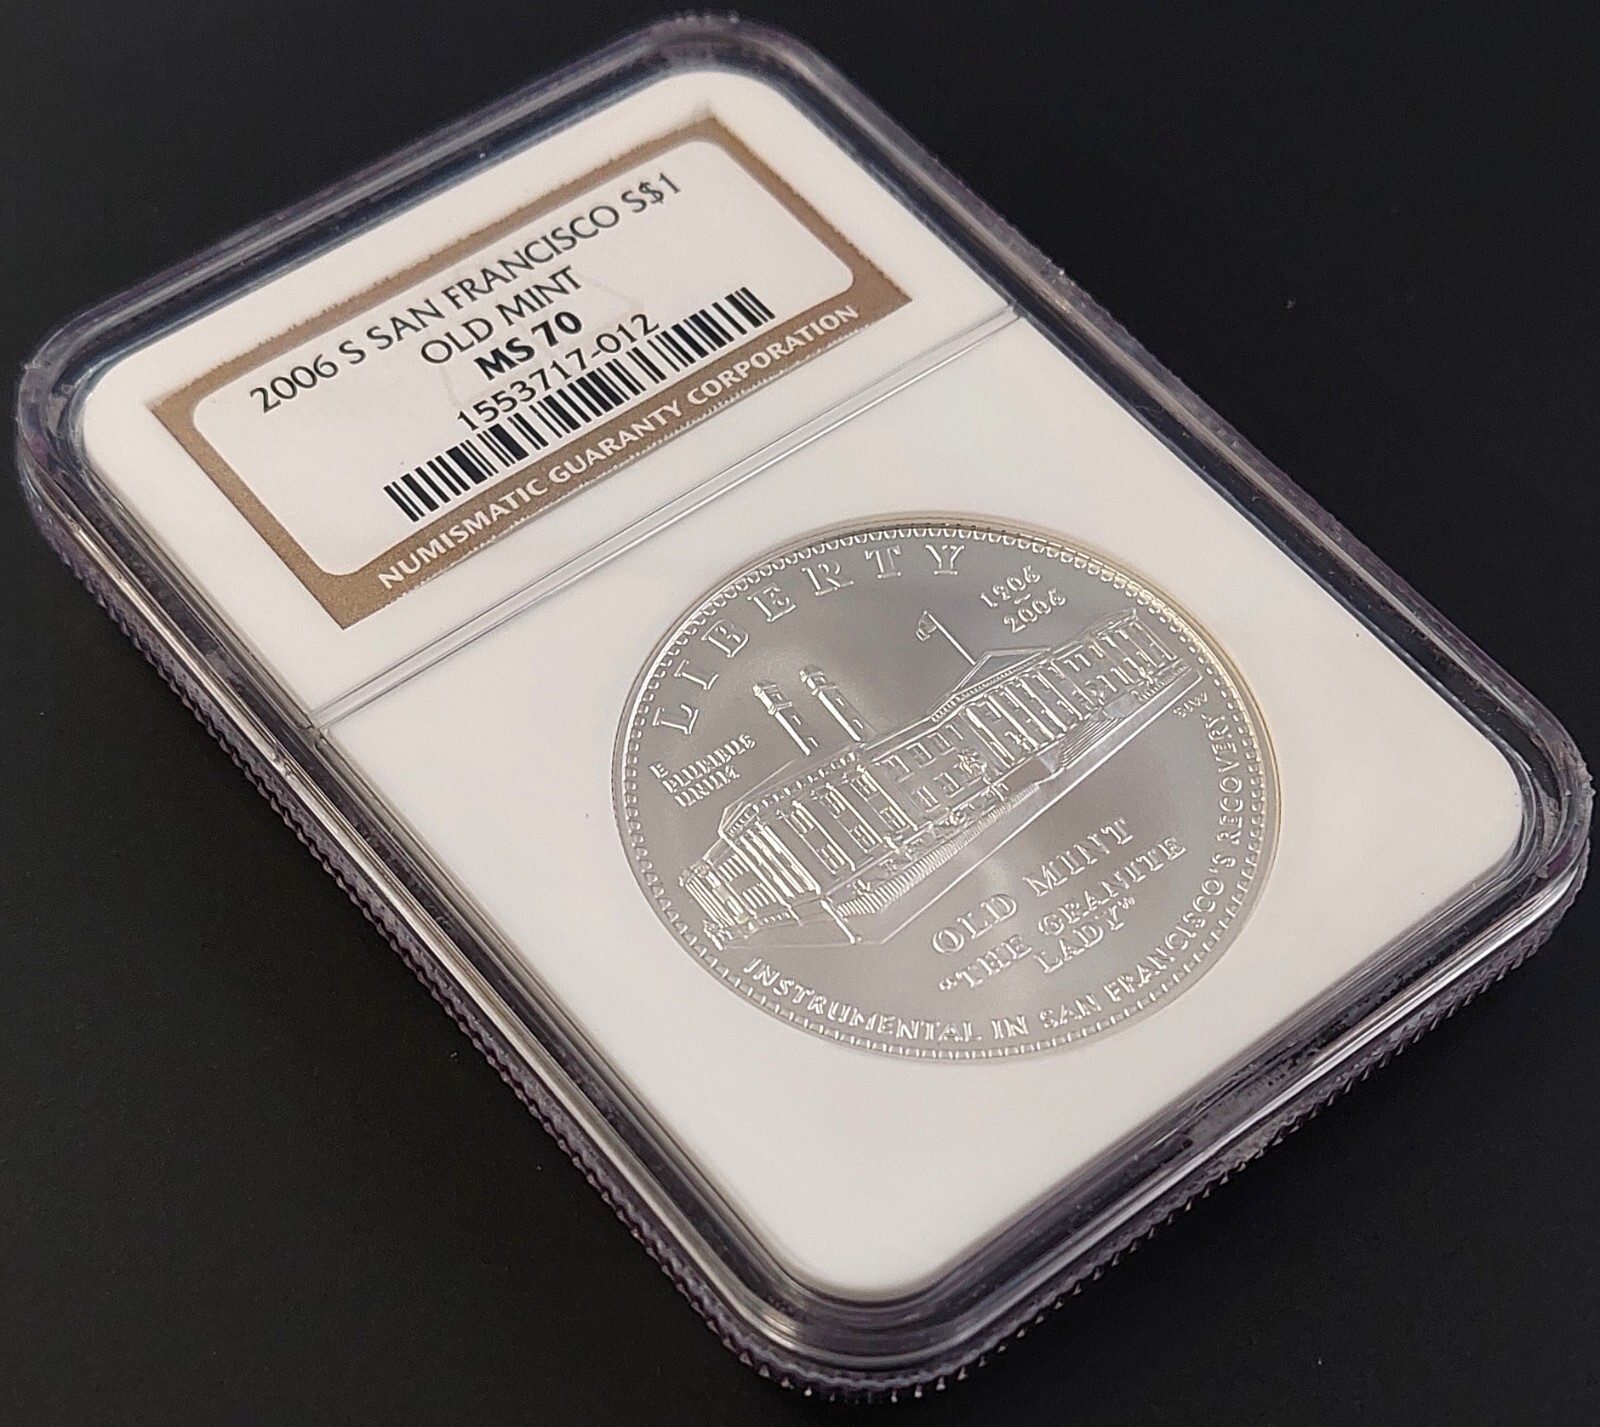 2006 S SAN FRANCISCO S$1
OLD MINT
MS 70
1553717-012
NUMISMATIC GUARANTY CORPORATION
LIBERTY
1906
-
2006
E
PLURIBUS
UNUM
OLD MINT
"THE GRANITE
LADY"
INSTRUMENTAL IN SAN FRANCISCO'S RECOVERY